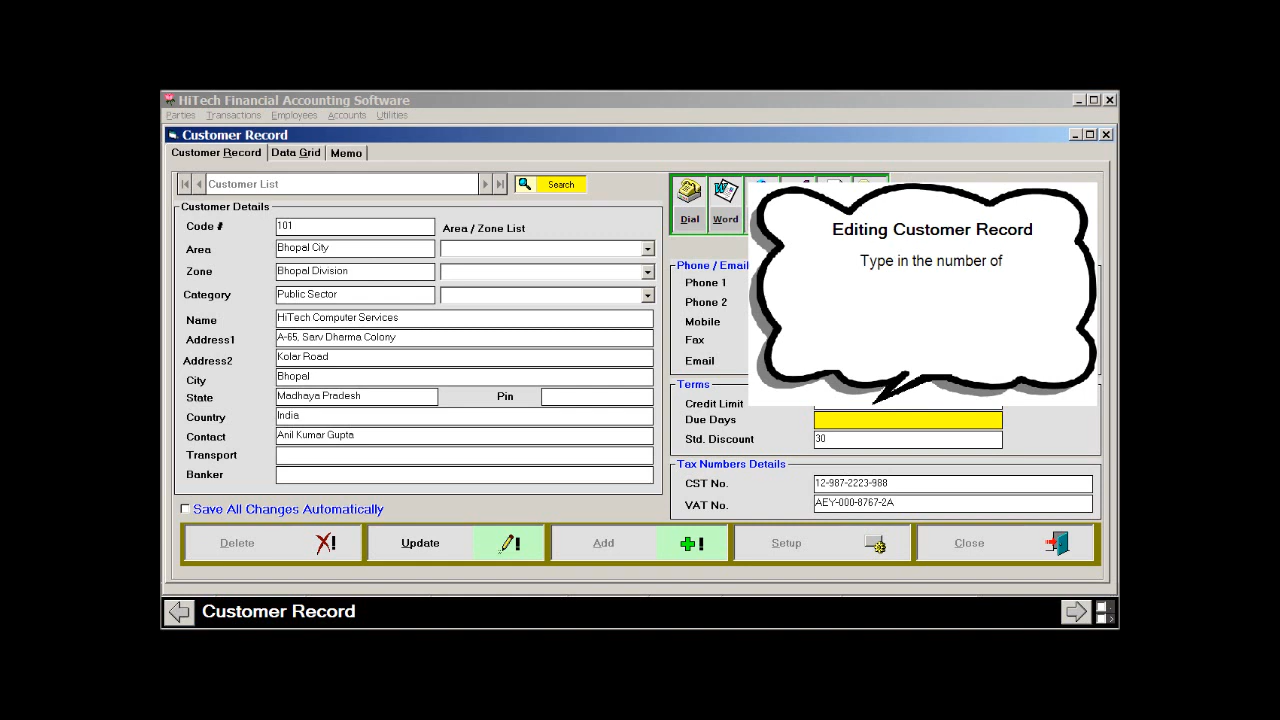 HiTech Financial Accounting Software
Parties Transactions Employees Accounts Utilities
Customer Record
Customer Record Data Grid Memo
Customer List Search
Customer Details
Code # 101 Area / Zone List
Area Bhopal City
Zone Bhopal Division
Category Public Sector
Name HiTech Computer Services
Address1 A-65, Sarv Dharma Colony
Address2 Kolar Road
City Bhopal
State Madhaya Pradesh Pin
Country India
Contact Anil Kumar Gupta
Transport
Banker
Dial Word
Editing Customer Record
Type in the number of
Phone / Email
Phone 1
Phone 2
Mobile
Fax
Email
Terms
Credit Limit
Due Days
Std. Discount 30
Tax Numbers Details
CST No. 12-987-2223-988
VAT No. AEY-000-8767-2A
Save All Changes Automatically
Delete Update Add Setup Close
Customer Record